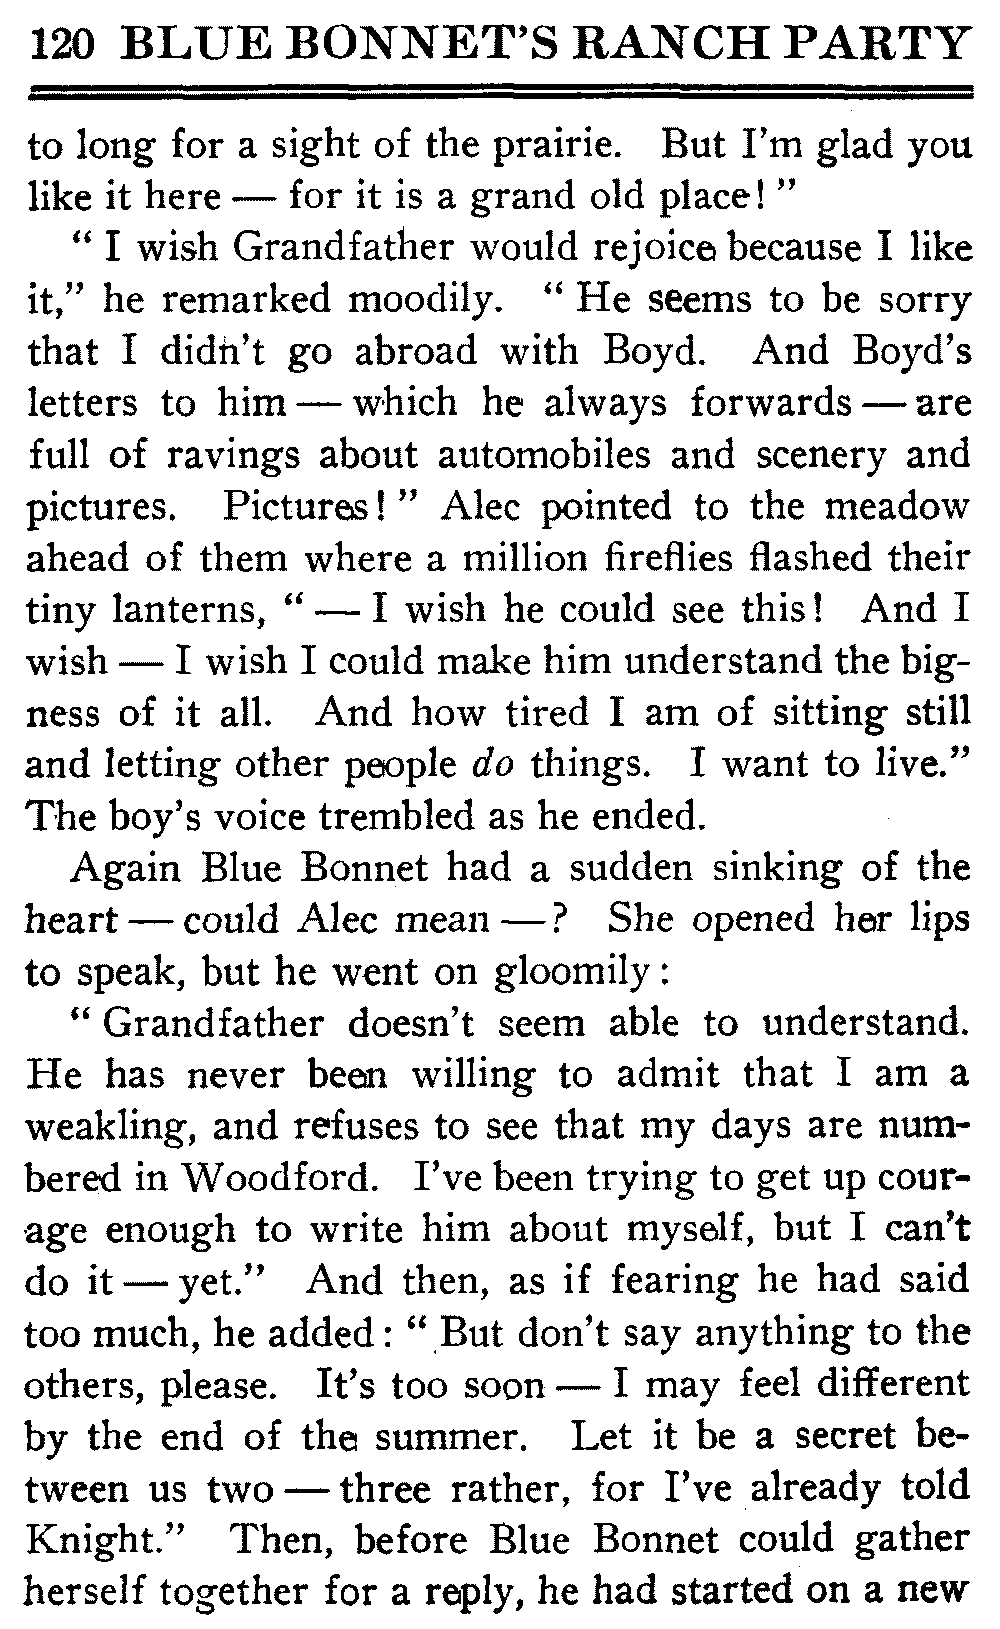 120 BLUE BONNET'S RANCH PARTY
to long for a sight of the prairie. But I'm glad you
like it here — for it is a grand old place! "
" I wish Grandfather would rejoice because I like
it," he remarked moodily. " He seems to be sorry
that I didn't go abroad with Boyd. And Boyd's
letters to him — which he always forwards — are
full of ravings about automobiles and scenery and
pictures. Pictures! " Alec pointed to the meadow
ahead of them where a million fireflies flashed their
tiny lanterns, " — I wish he could see this! And I
wish — I wish I could make him understand the big-
ness of it all. And how tired I am of sitting still
and letting other people do things. I want to live."
The boy's voice trembled as he ended.
Again Blue Bonnet had a sudden sinking of the
heart — could Alec mean —? She opened her lips
to speak, but he went on gloomily:
" Grandfather doesn't seem able to understand.
He has never been willing to admit that I am a
weakling, and refuses to see that my days are num-
bered in Woodford. I've been trying to get up cour-
age enough to write him about myself, but I can't
do it — yet." And then, as if fearing he had said
too much, he added: " But don't say anything to the
others, please. It's too soon — I may feel different
by the end of the summer. Let it be a secret be-
tween us two — three rather, for I've already told
Knight." Then, before Blue Bonnet could gather
herself together for a reply, he had started on a new